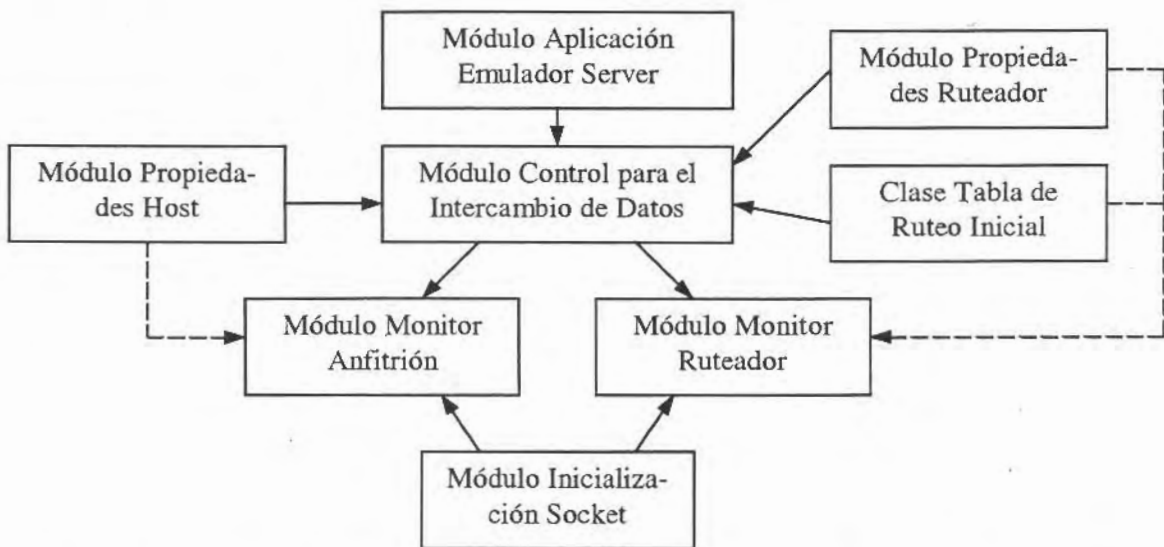 Módulo Aplicación
Emulador Server
Módulo Propieda-
des Ruteador
Módulo Propieda-
des Host
Módulo Control para el
Intercambio de Datos
Clase Tabla de
Ruteo Inicial
Módulo Monitor
Anfitrión
Módulo Monitor
Ruteador
Módulo Inicializa-
ción Socket